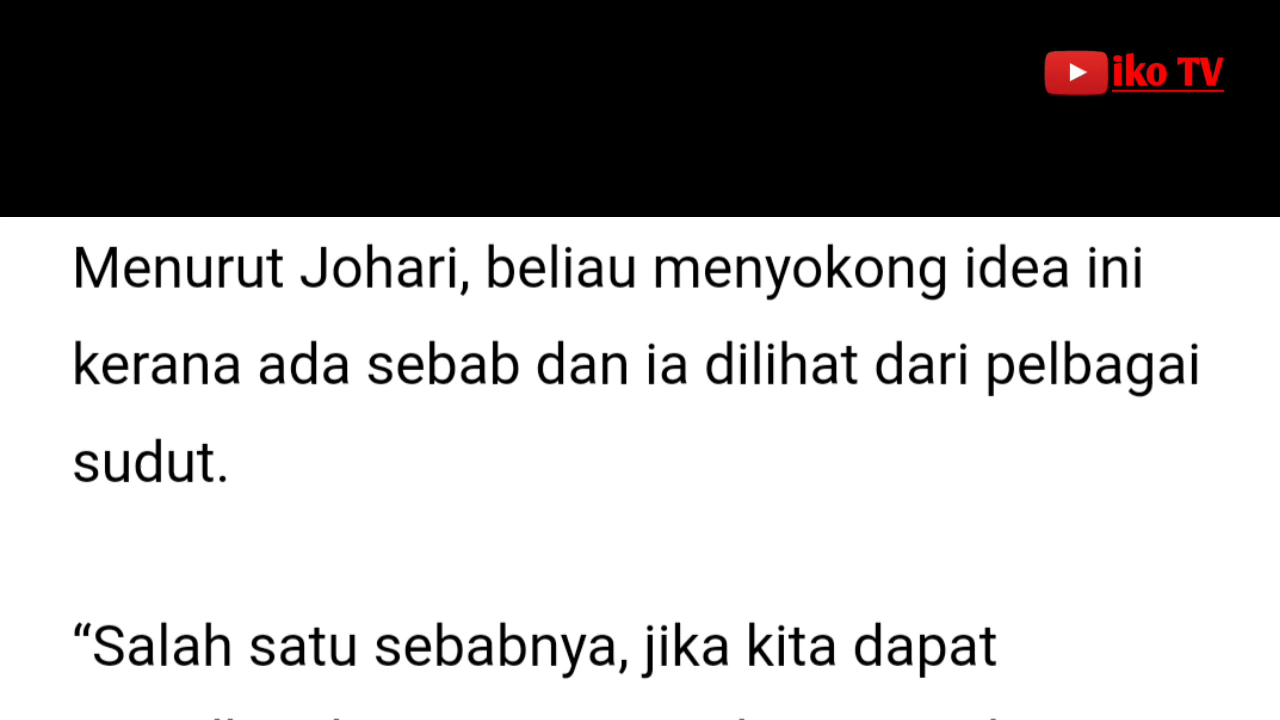 iko TV
Menurut Johari, beliau menyokong idea ini
kerana ada sebab dan ia dilihat dari pelbagai
sudut.
“Salah satu sebabnya, jika kita dapat